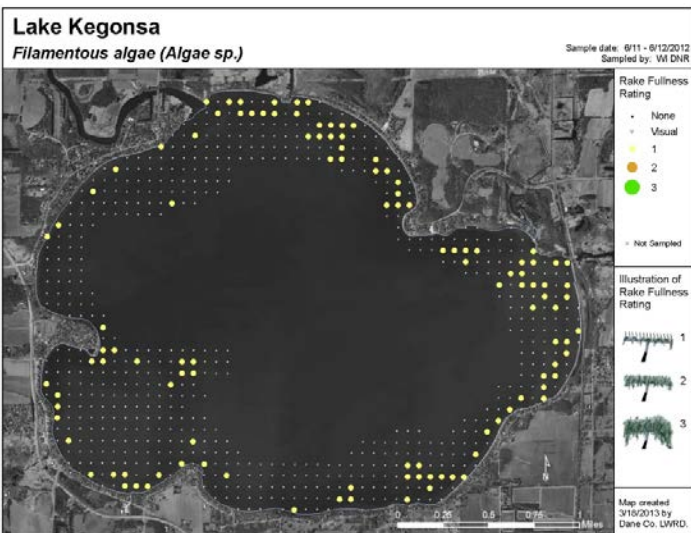 Lake Kegonsa
Filamentous algae (Algae sp.)
Sample date: 6/11 - 6/12/2012
Sampled by: WI DNR
Rake Fullness
Rating
None
Visual
1
2
3
Not Sampled
Illustration of
Rake Fullness
Rating
1
2
3
N
0 0.25 0.5 1
Miles
Map created
3/18/2013 by
Dane Co. LWRD.